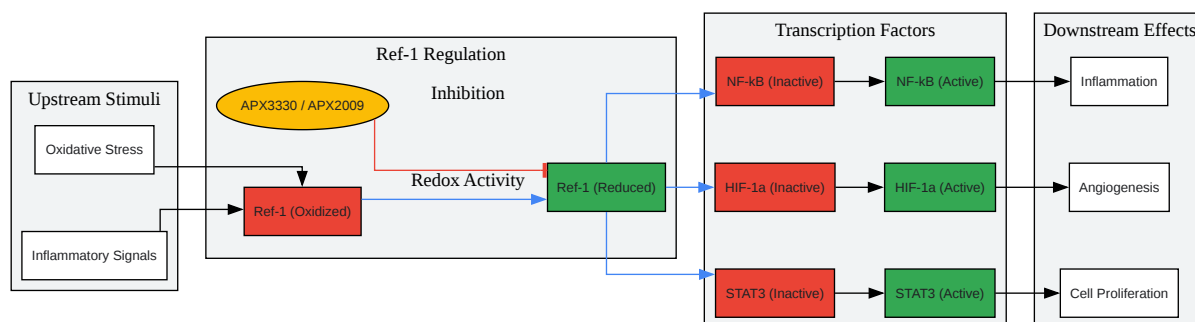 Upstream Stimuli
Oxidative Stress
Inflammatory Signals
Ref-1 Regulation
Inhibition
APX3330 / APX2009
Redox Activity
Ref-1 (Oxidized)
Ref-1 (Reduced)
Transcription Factors
NF-kB (Inactive)
NF-kB (Active)
HIF-1a (Inactive)
HIF-1a (Active)
STAT3 (Inactive)
STAT3 (Active)
Downstream Effects
Inflammation
Angiogenesis
Cell Proliferation